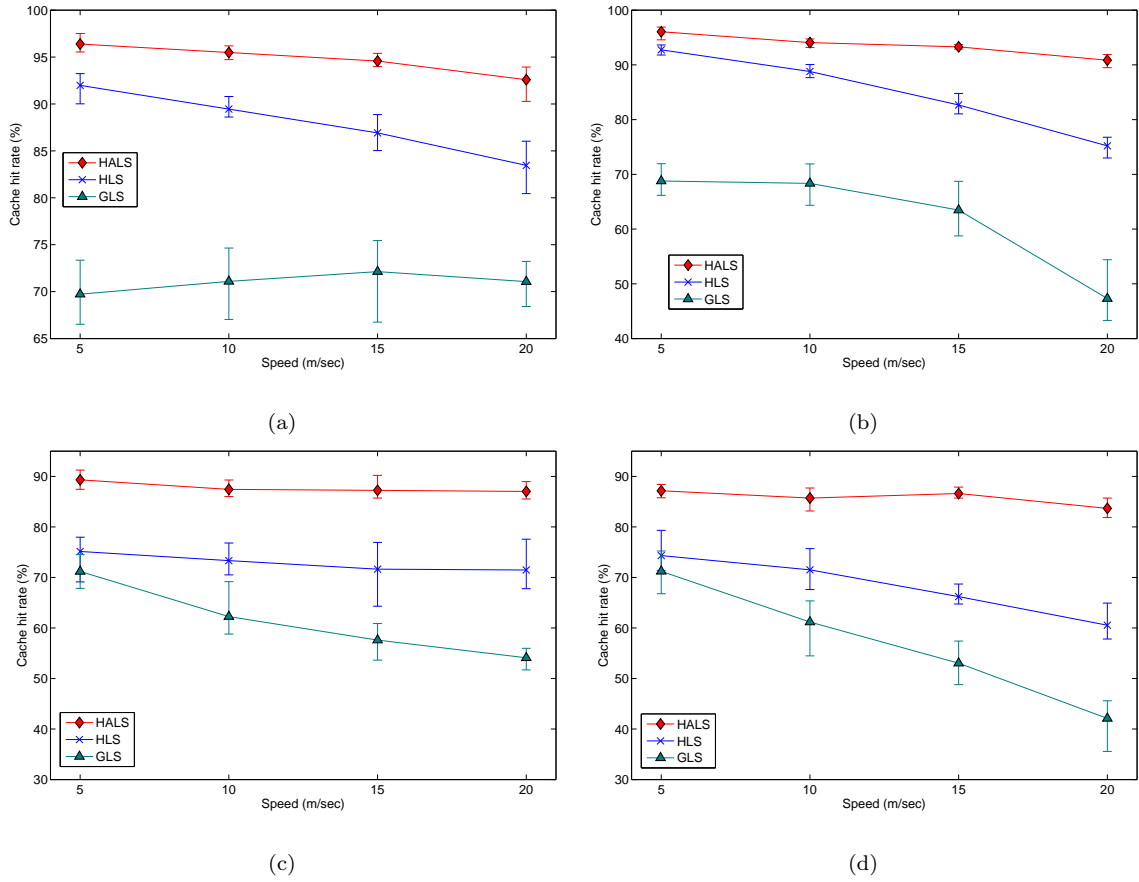 100
95
90
85
80
75
70
65
5 10 15 20
Cache hit rate (%)
Speed (m/sec)
HALS
HLS
GLS
(a)
100
90
80
70
60
50
40
5 10 15 20
Cache hit rate (%)
Speed (m/sec)
HALS
HLS
GLS
(b)
90
80
70
60
50
40
30
5 10 15 20
Cache hit rate (%)
Speed (m/sec)
HALS
HLS
GLS
(c)
90
80
70
60
50
40
30
5 10 15 20
Cache hit rate (%)
Speed (m/sec)
HALS
HLS
GLS
(d)